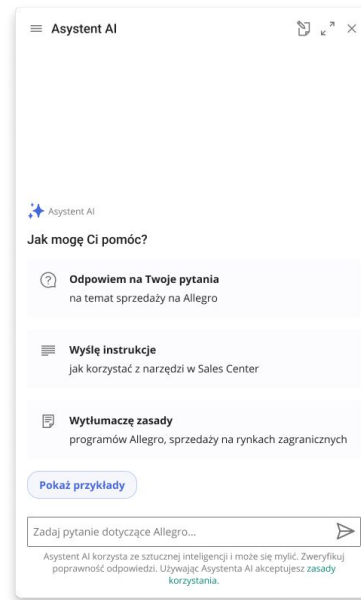 Asystent AI
Asystent AI
Jak mogę Ci pomóc?
Odpowiem na Twoje pytania
na temat sprzedaży na Allegro
Wyślę instrukcje
jak korzystać z narzędzi w Sales Center
Wytłumaczę zasady
programów Allegro, sprzedaży na rynkach zagranicznych
Pokaż przykłady
Zadaj pytanie dotyczące Allegro...
Asystent AI korzysta ze sztucznej inteligencji i może się mylić. Zweryfikuj
poprawność odpowiedzi. Używając Asystenta AI akceptujesz zasady
korzystania.